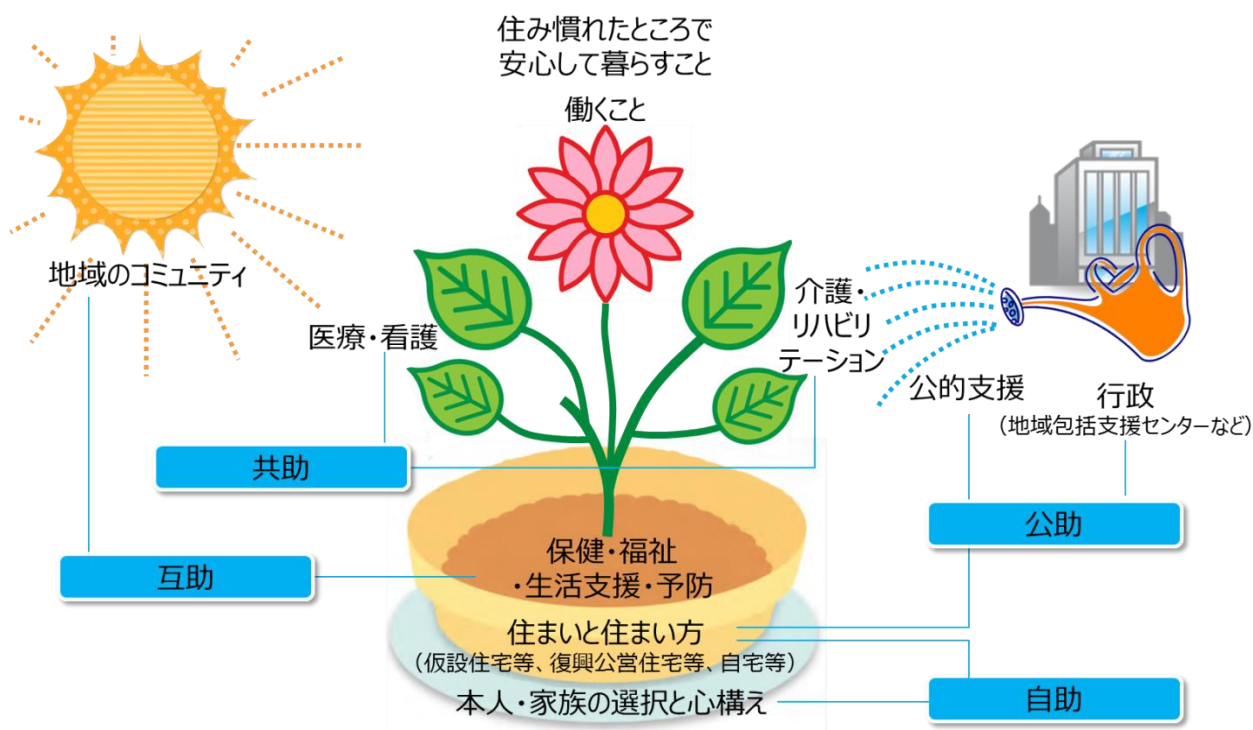 住み慣れたところで
安心して暮らすこと
働くこと
地域のコミュニティ
医療・看護
介護・
リハビリ
テーション
公的支援
行政
（地域包括支援センターなど）
共助
公助
互助
保健・福祉
・生活支援・予防
住まいと住まい方
（仮設住宅等、復興公営住宅等、自宅等）
本人・家族の選択と心構え
自助